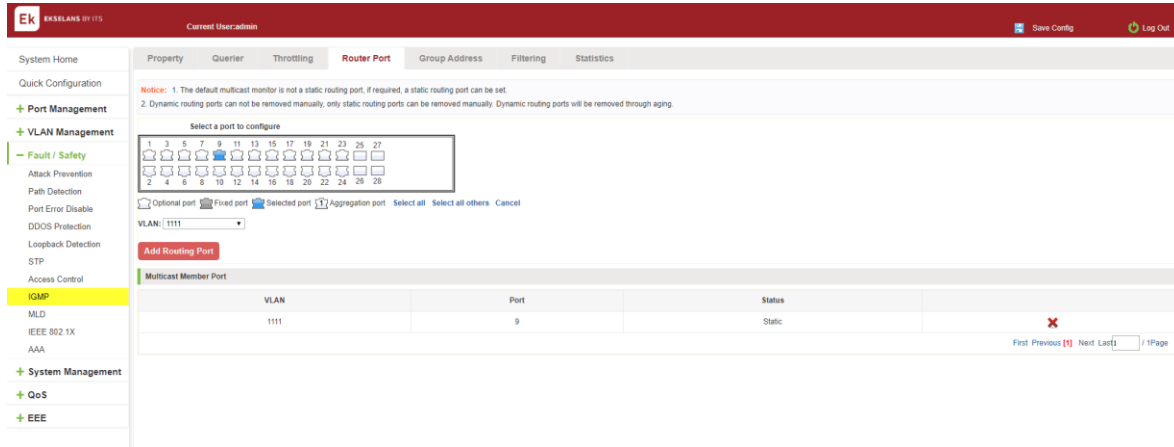 Ek EKSELANS BY ITS
Current User:admin
Save Config
Log Out
System Home
Quick Configuration
+ Port Management
+ VLAN Management
− Fault / Safety
Attack Prevention
Path Detection
Port Error Disable
DDOS Protection
Loopback Detection
STP
Access Control
IGMP
MLD
IEEE 802.1X
AAA
+ System Management
+ QoS
+ EEE
Property Querier Throttling Router Port Group Address Filtering Statistics
Notice: 1. The default multicast monitor is not a static routing port, if required, a static routing port can be set.
2. Dynamic routing ports can not be removed manually, only static routing ports can be removed manually. Dynamic routing ports will be removed through aging.
Select a port to configure
1 3 5 7 9 11 13 15 17 19 21 23 25 27
2 4 6 8 10 12 14 16 18 20 22 24 26 28
Optional port Fixed port Selected port 1 Aggregation port Select all Select all others Cancel
VLAN: 1111
Add Routing Port
Multicast Member Port
VLAN Port Status
1111 9 Static
First Previous [1] Next Last 1 / 1Page